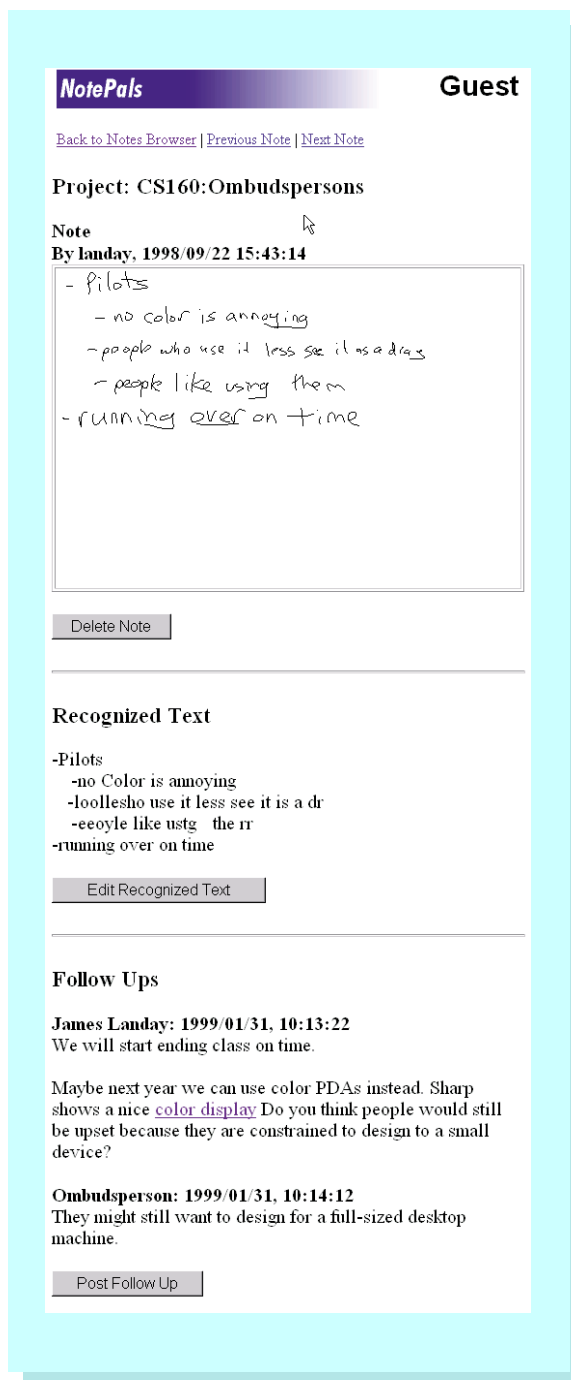 NotePals
Guest
Back to Notes Browser | Previous Note | Next Note
Project: CS160:Ombudspersons
Note
By landay, 1998/09/22 15:43:14
- Pilots
- no color is annoying
- people who use it less see it as a drag
- people like using them
- running over on time
Delete Note
Recognized Text
-Pilots
-no Color is annoying
-loollesho use it less see it is a dr
-eeoyle like ustg the rr
-running over on time
Edit Recognized Text
Follow Ups
James Landay: 1999/01/31, 10:13:22
We will start ending class on time.
Maybe next year we can use color PDAs instead. Sharp
shows a nice color display Do you think people would still
be upset because they are constrained to design to a small
device?
Ombudsperson: 1999/01/31, 10:14:12
They might still want to design for a full-sized desktop
machine.
Post Follow Up